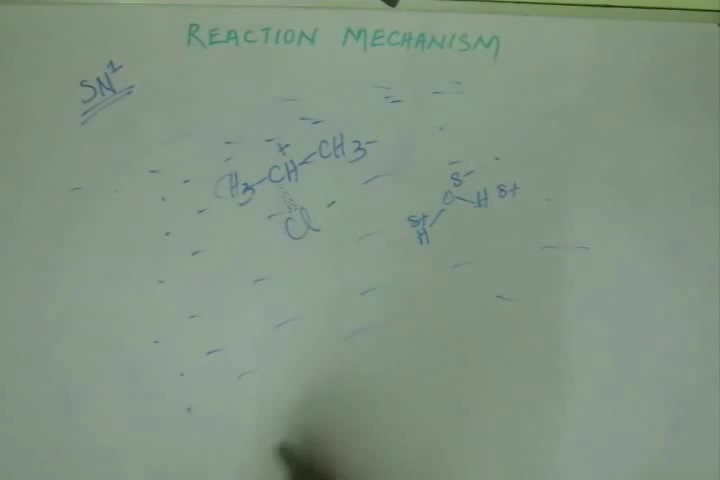 REACTION MECHANISM
SN1
+
CH3-CH-CH3
Cl
δ-
O-H δ+
δ+
H